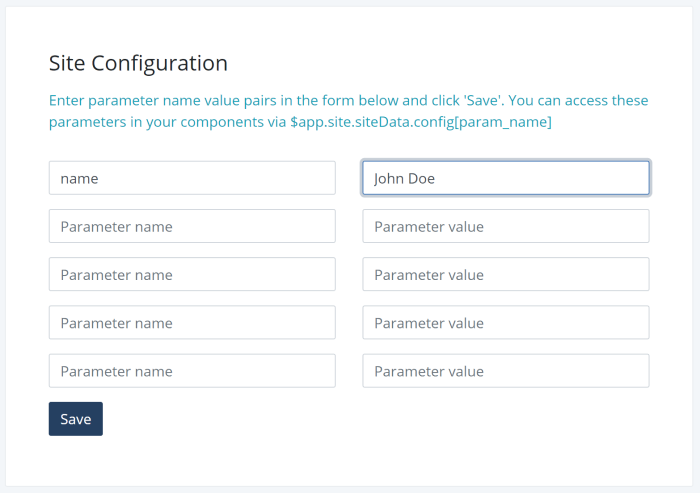 Site Configuration
Enter parameter name value pairs in the form below and click 'Save'. You can access these
parameters in your components via $app.site.siteData.config[param_name]
name John Doe
Parameter name Parameter value
Parameter name Parameter value
Parameter name Parameter value
Parameter name Parameter value
Save